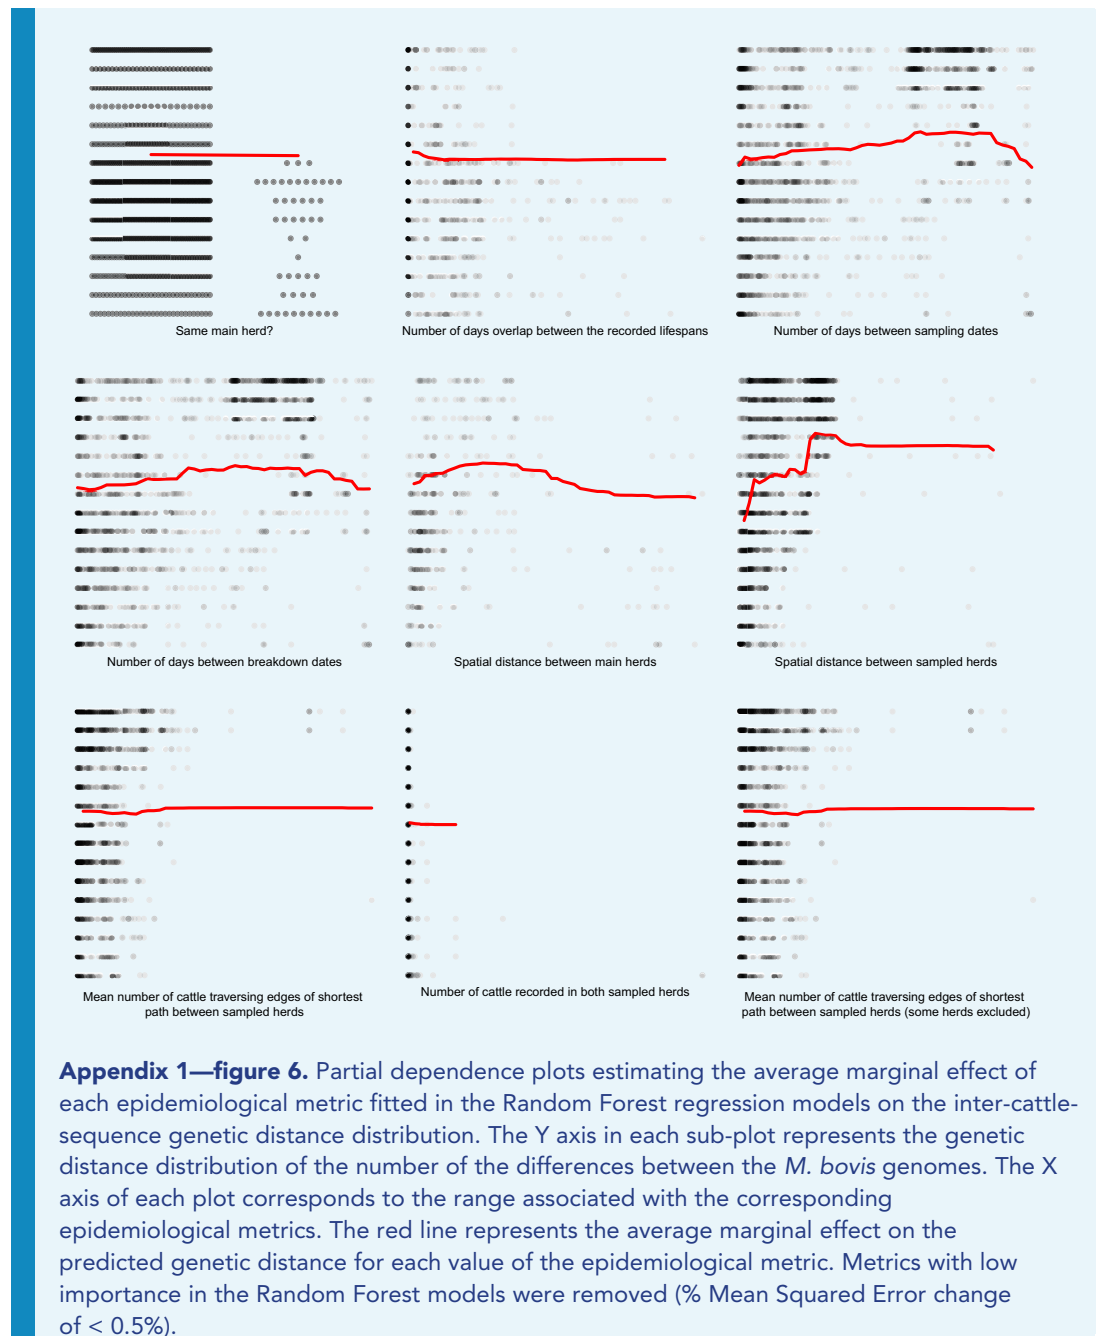 Same main herd?
Number of days overlap between the recorded lifespans
Number of days between sampling dates
Number of days between breakdown dates
Spatial distance between main herds
Spatial distance between sampled herds
Mean number of cattle traversing edges of shortest
path between sampled herds
Number of cattle recorded in both sampled herds
Mean number of cattle traversing edges of shortest
path between sampled herds (some herds excluded)
Appendix 1—figure 6. Partial dependence plots estimating the average marginal effect of
each epidemiological metric fitted in the Random Forest regression models on the inter-cattle-
sequence genetic distance distribution. The Y axis in each sub-plot represents the genetic
distance distribution of the number of the differences between the M. bovis genomes. The X
axis of each plot corresponds to the range associated with the corresponding
epidemiological metrics. The red line represents the average marginal effect on the
predicted genetic distance for each value of the epidemiological metric. Metrics with low
importance in the Random Forest models were removed (% Mean Squared Error change
of < 0.5%).